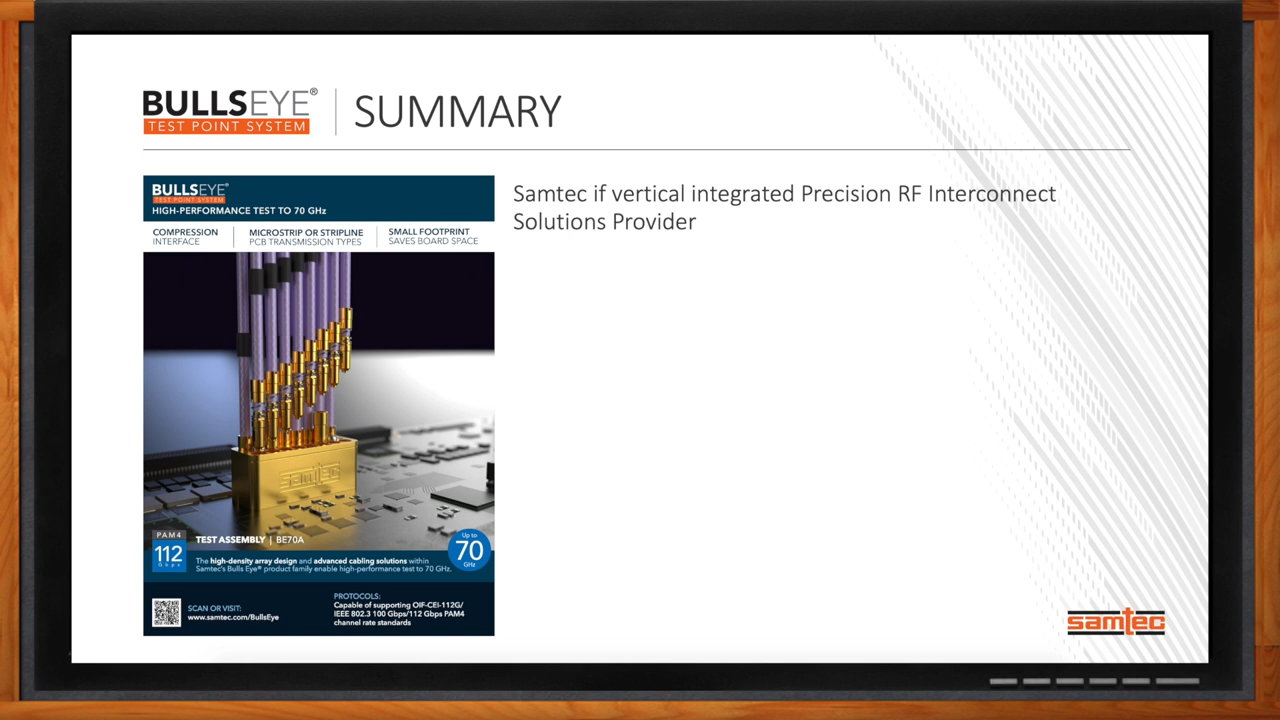 BULLSEYE®
TEST POINT SYSTEM
SUMMARY
BULLSEYE®
TEST POINT SYSTEM
HIGH-PERFORMANCE TEST TO 70 GHz
COMPRESSION
INTERFACE
MICROSTRIP OR STRIPLINE
PCB TRANSMISSION TYPES
SMALL FOOTPRINT
SAVES BOARD SPACE
samtec
PAM4
112
Gbps
TEST ASSEMBLY | BE70A
The high-density array design and advanced cabling solutions within
Samtec's Bulls Eye® product family enable high-performance test to 70 GHz.
Up to
70
GHz
SCAN OR VISIT:
www.samtec.com/BullsEye
PROTOCOLS:
Capable of supporting OIF-CEI-112G/
IEEE 802.3 100 Gbps/112 Gbps PAM4
channel rate standards
Samtec if vertical integrated Precision RF Interconnect
Solutions Provider
samtec